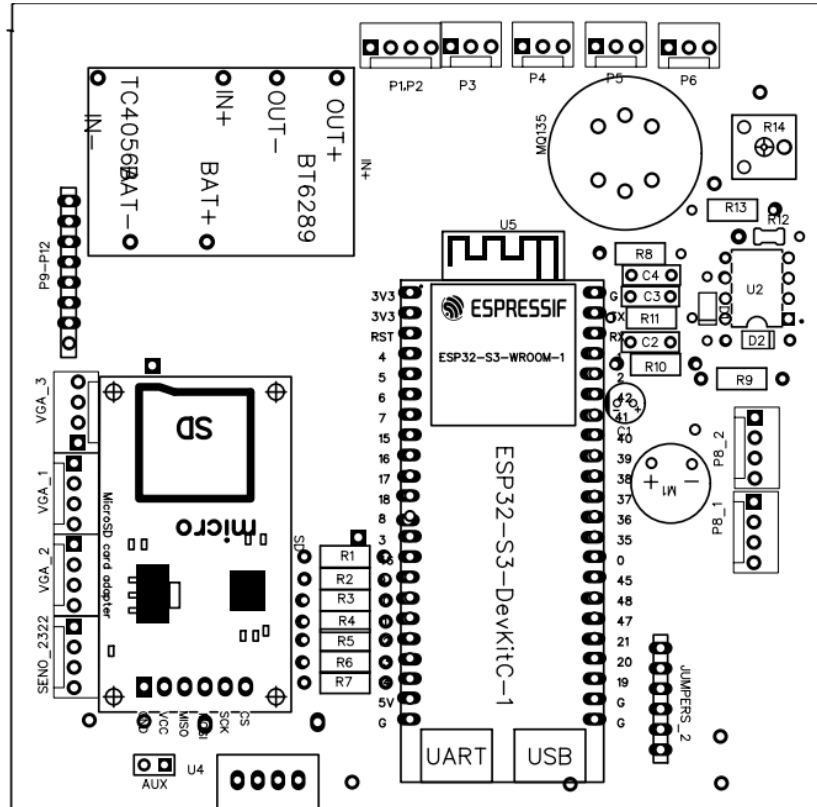 P1,P2
P3
P4
P5
P6
TC4056A
IN-
IN+
OUT-
OUT+
BAT-
BAT+
BT6289
IN+
MQ135
R14
R13
R12
P9-P12
U5
R8
C4
C3
R11
C2
R10
U2
D2
R9
C1
ESPRESSIF
ESP32-S3-WROOM-1
ESP32-S3-DevKitC-1
3V3
3V3
RST
4
5
6
7
15
16
17
18
8
3
5V
G
G
TX
RX
1
2
42
41
40
39
38
37
36
35
0
45
48
47
21
20
19
G
G
UART
USB
VGA_3
VGA_1
VGA_2
SENO_2322
SD
micro
MicroSD card adapter
SD
R1
R2
R3
R4
R5
R6
R7
VCC
MISO
SCK
CS
AUX
U4
+ M1 -
P8_2
P8_1
JUMPERS_2